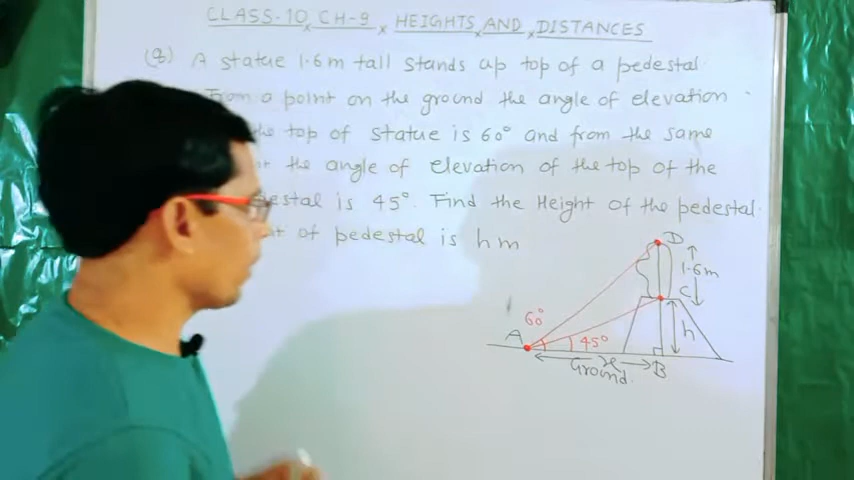 CLASS-10, CH-9, HEIGHTS AND DISTANCES
(Q) A statue 1.6m tall stands up top of a pedestal.
From a point on the ground the angle of elevation
the top of statue is 60° and from the same
the angle of elevation of the top of the
is 45°. Find the Height of the pedestal.
of pedestal is h m
D
1.6m
C
60°
h
A
45°
x
B
Ground.